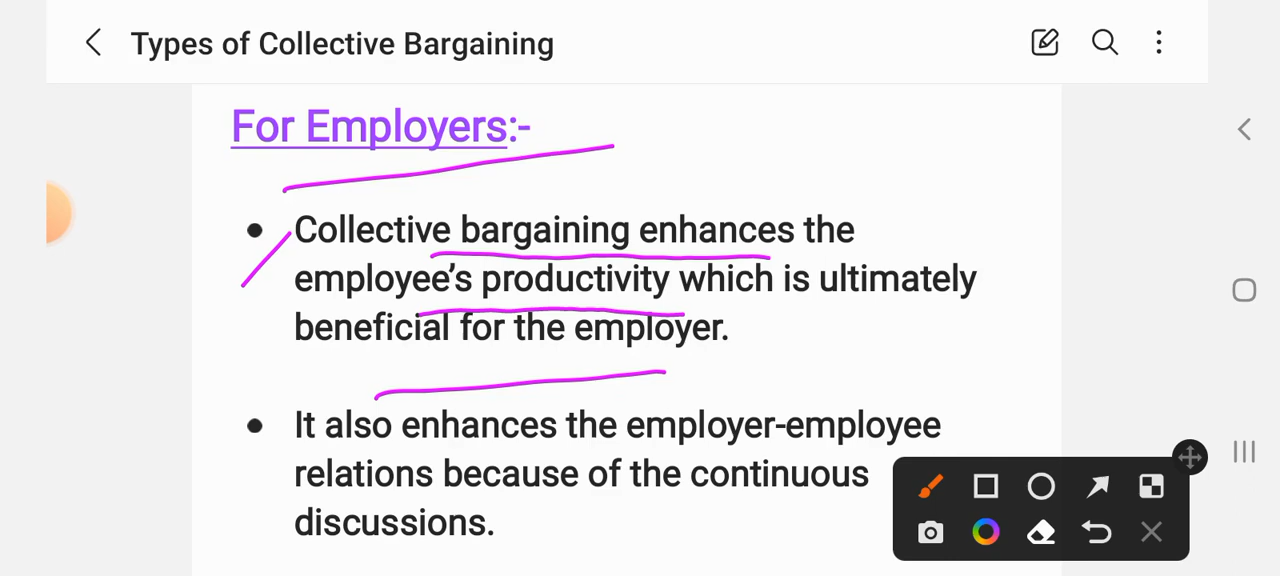 Types of Collective Bargaining
For Employers:-
• Collective bargaining enhances the
employee’s productivity which is ultimately
beneficial for the employer.
• It also enhances the employer-employee
relations because of the continuous
discussions.